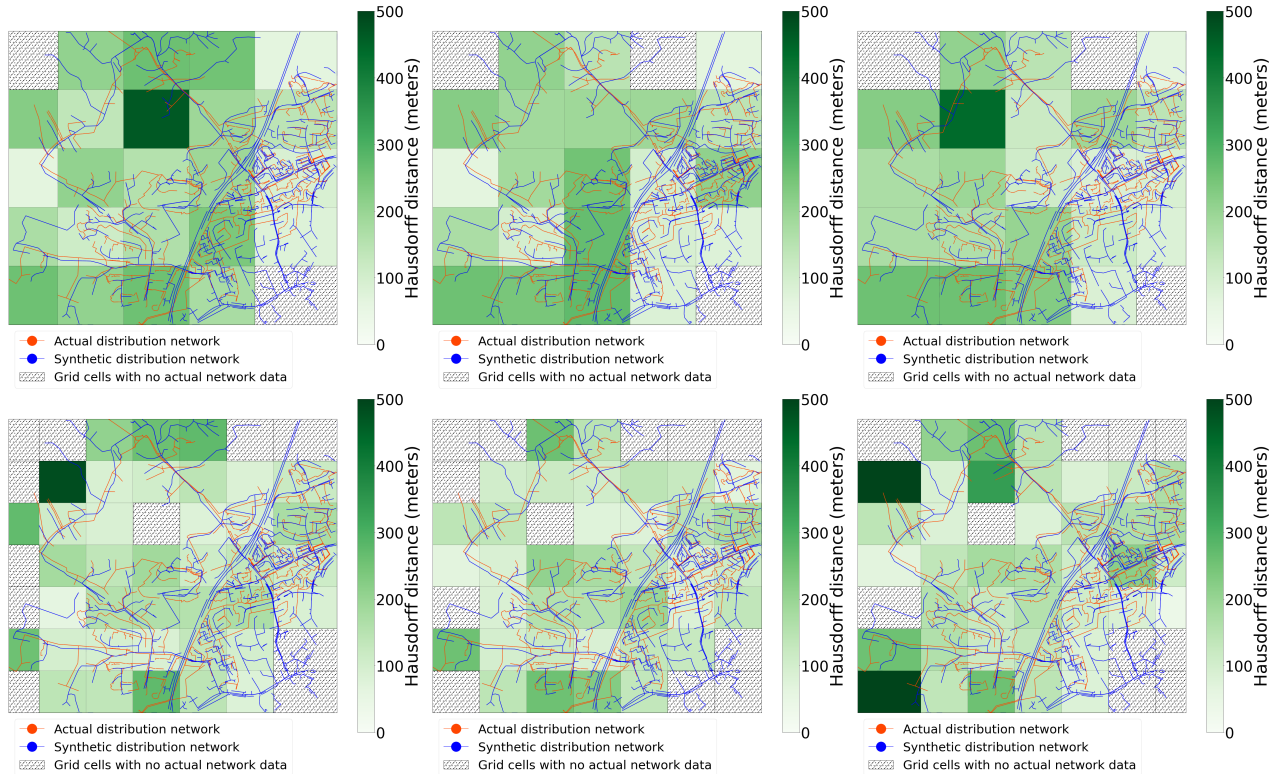 500
400
300
200
100
0
Hausdorff distance (meters)
Actual distribution network
Synthetic distribution network
Grid cells with no actual network data
500
400
300
200
100
0
Hausdorff distance (meters)
Actual distribution network
Synthetic distribution network
Grid cells with no actual network data
500
400
300
200
100
0
Hausdorff distance (meters)
Actual distribution network
Synthetic distribution network
Grid cells with no actual network data
500
400
300
200
100
0
Hausdorff distance (meters)
Actual distribution network
Synthetic distribution network
Grid cells with no actual network data
500
400
300
200
100
0
Hausdorff distance (meters)
Actual distribution network
Synthetic distribution network
Grid cells with no actual network data
500
400
300
200
100
0
Hausdorff distance (meters)
Actual distribution network
Synthetic distribution network
Grid cells with no actual network data